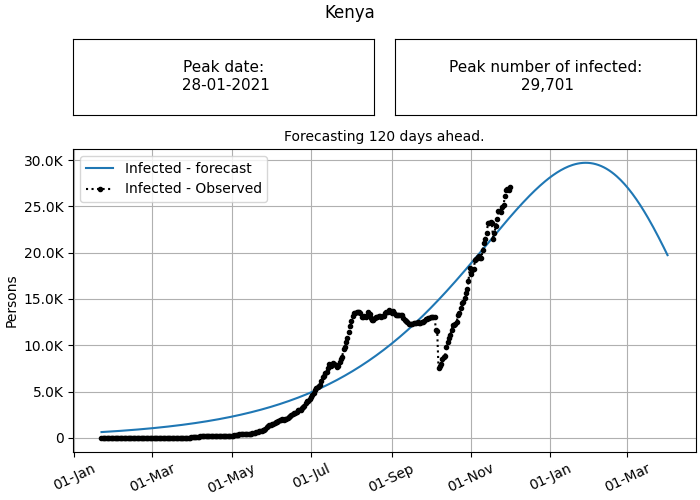 Kenya
Peak date:
28-01-2021
Peak number of infected:
29,701
Forecasting 120 days ahead.
Infected - forecast
Infected - Observed
30.0K
25.0K
20.0K
15.0K
10.0K
5.0K
0
Persons
01-Jan
01-Mar
01-May
01-Jul
01-Sep
01-Nov
01-Jan
01-Mar